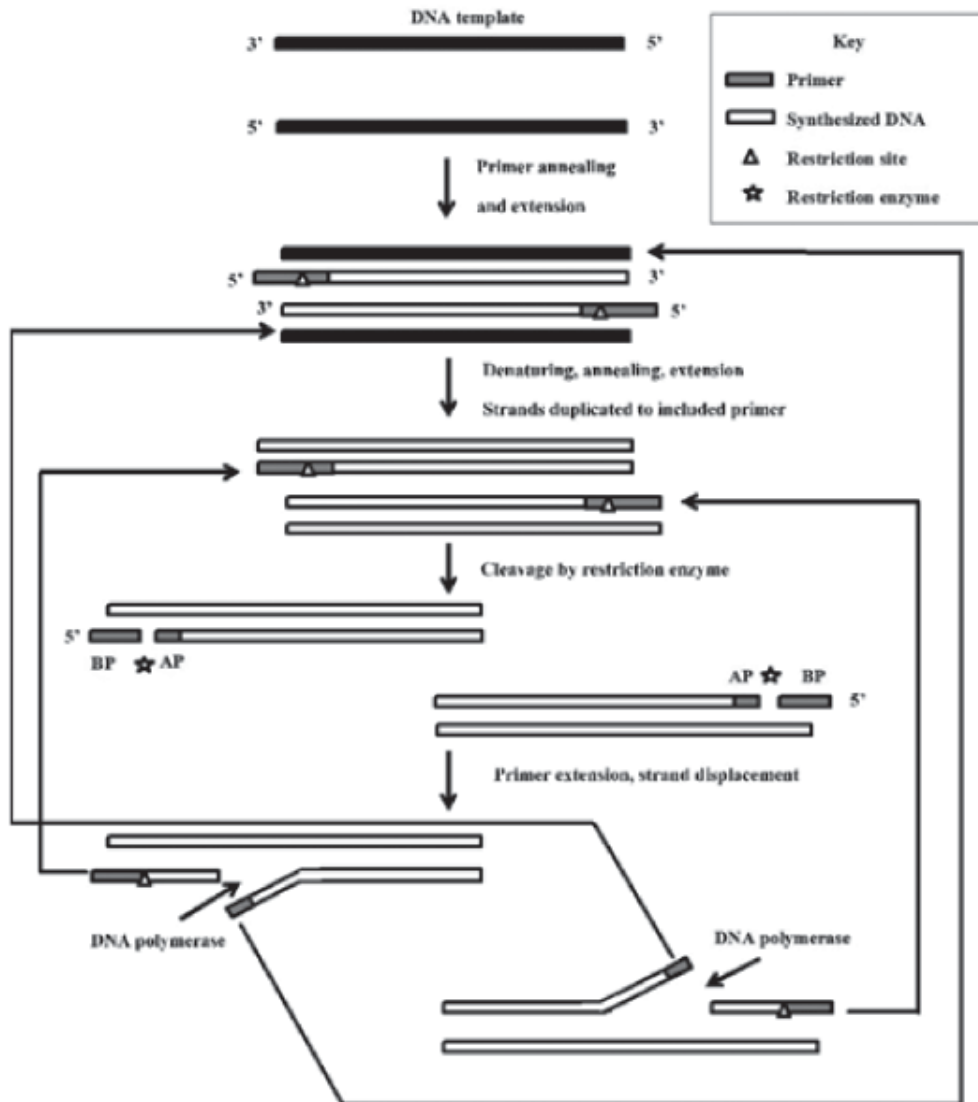 DNA template
3’ 5’
5’ 3’
Key
Primer
Synthesized DNA
Restriction site
Restriction enzyme
Primer annealing
and extension
5’ 3’
3’ 5’
Denaturing, annealing, extension
Strands duplicated to included primer
Cleavage by restriction enzyme
5’
BP AP
AP BP
5’
Primer extension, strand displacement
DNA polymerase
DNA polymerase